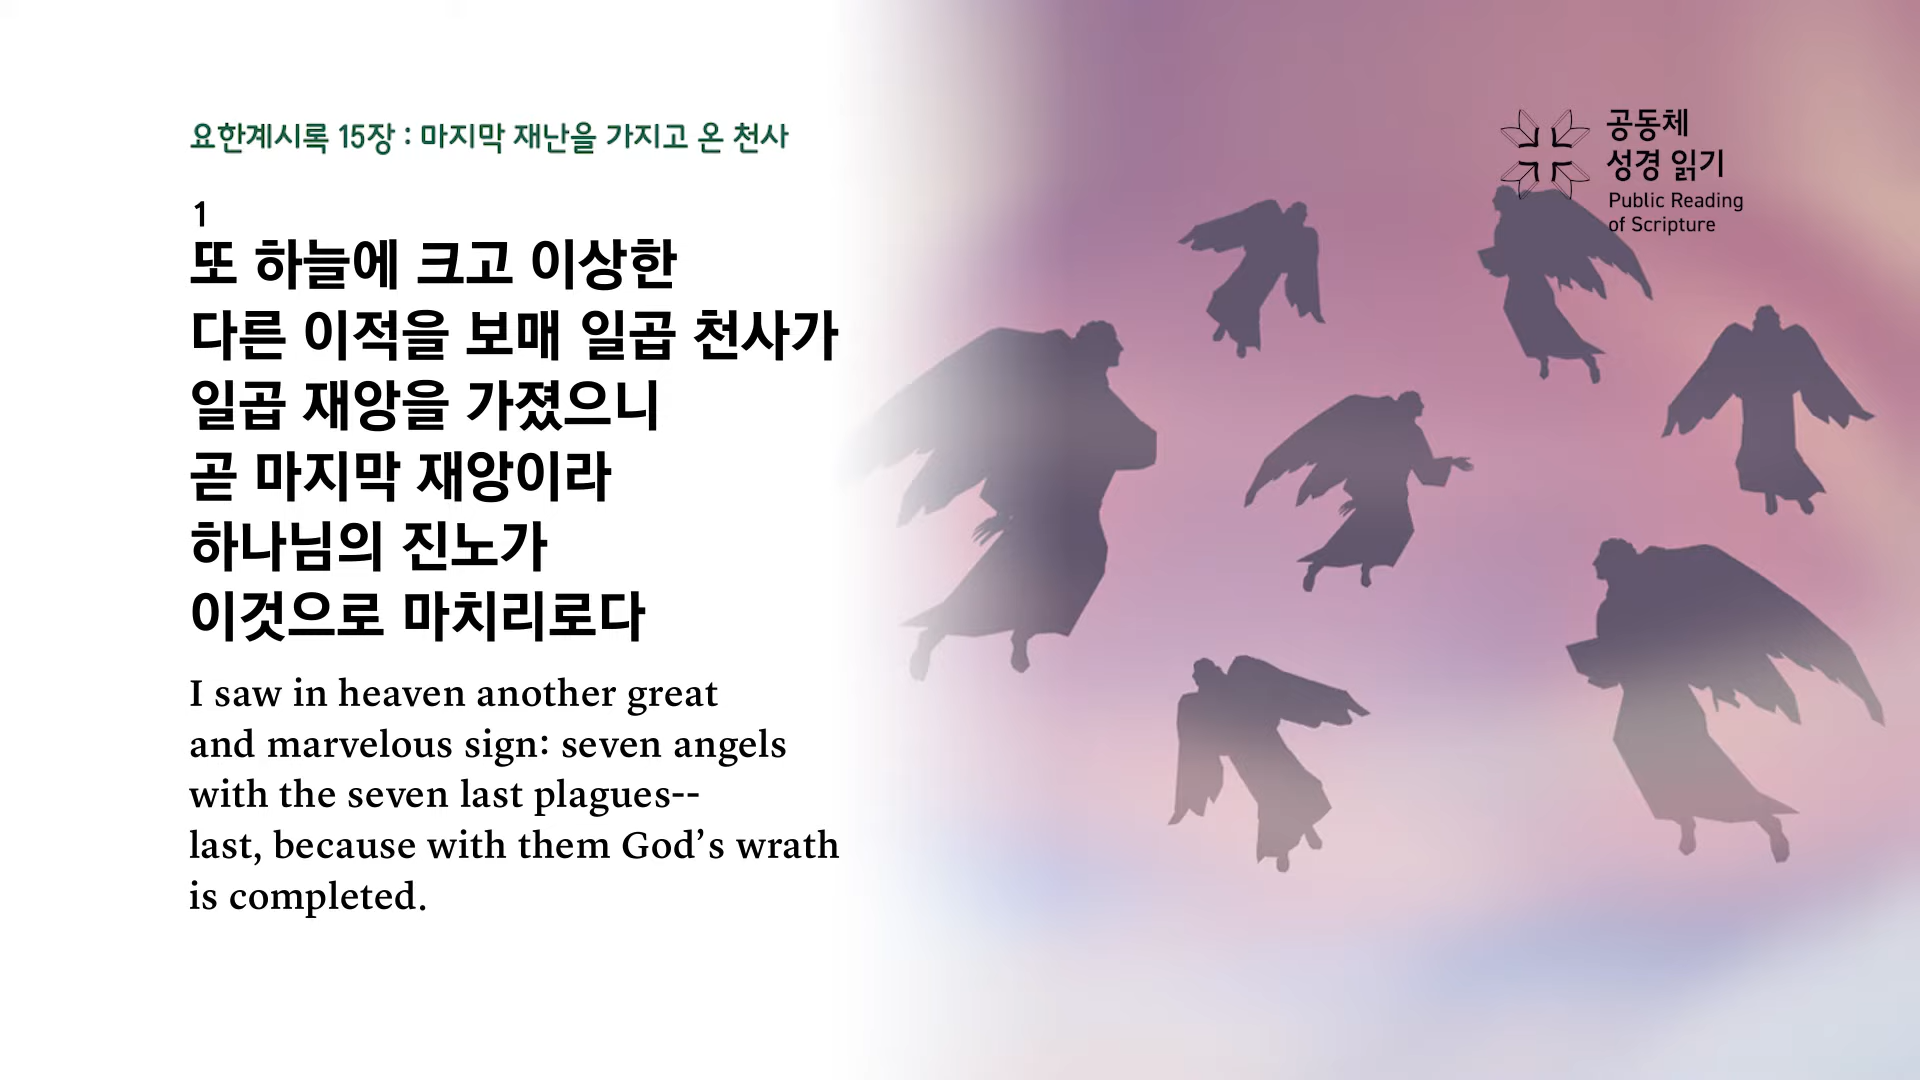 요한계시록 15장 : 마지막 재난을 가지고 온 천사
1
또 하늘에 크고 이상한
다른 이적을 보매 일곱 천사가
일곱 재앙을 가졌으니
곧 마지막 재앙이라
하나님의 진노가
이것으로 마치리로다
I saw in heaven another great
and marvelous sign: seven angels
with the seven last plagues--
last, because with them God’s wrath
is completed.
공동체
성경 읽기
Public Reading
of Scripture